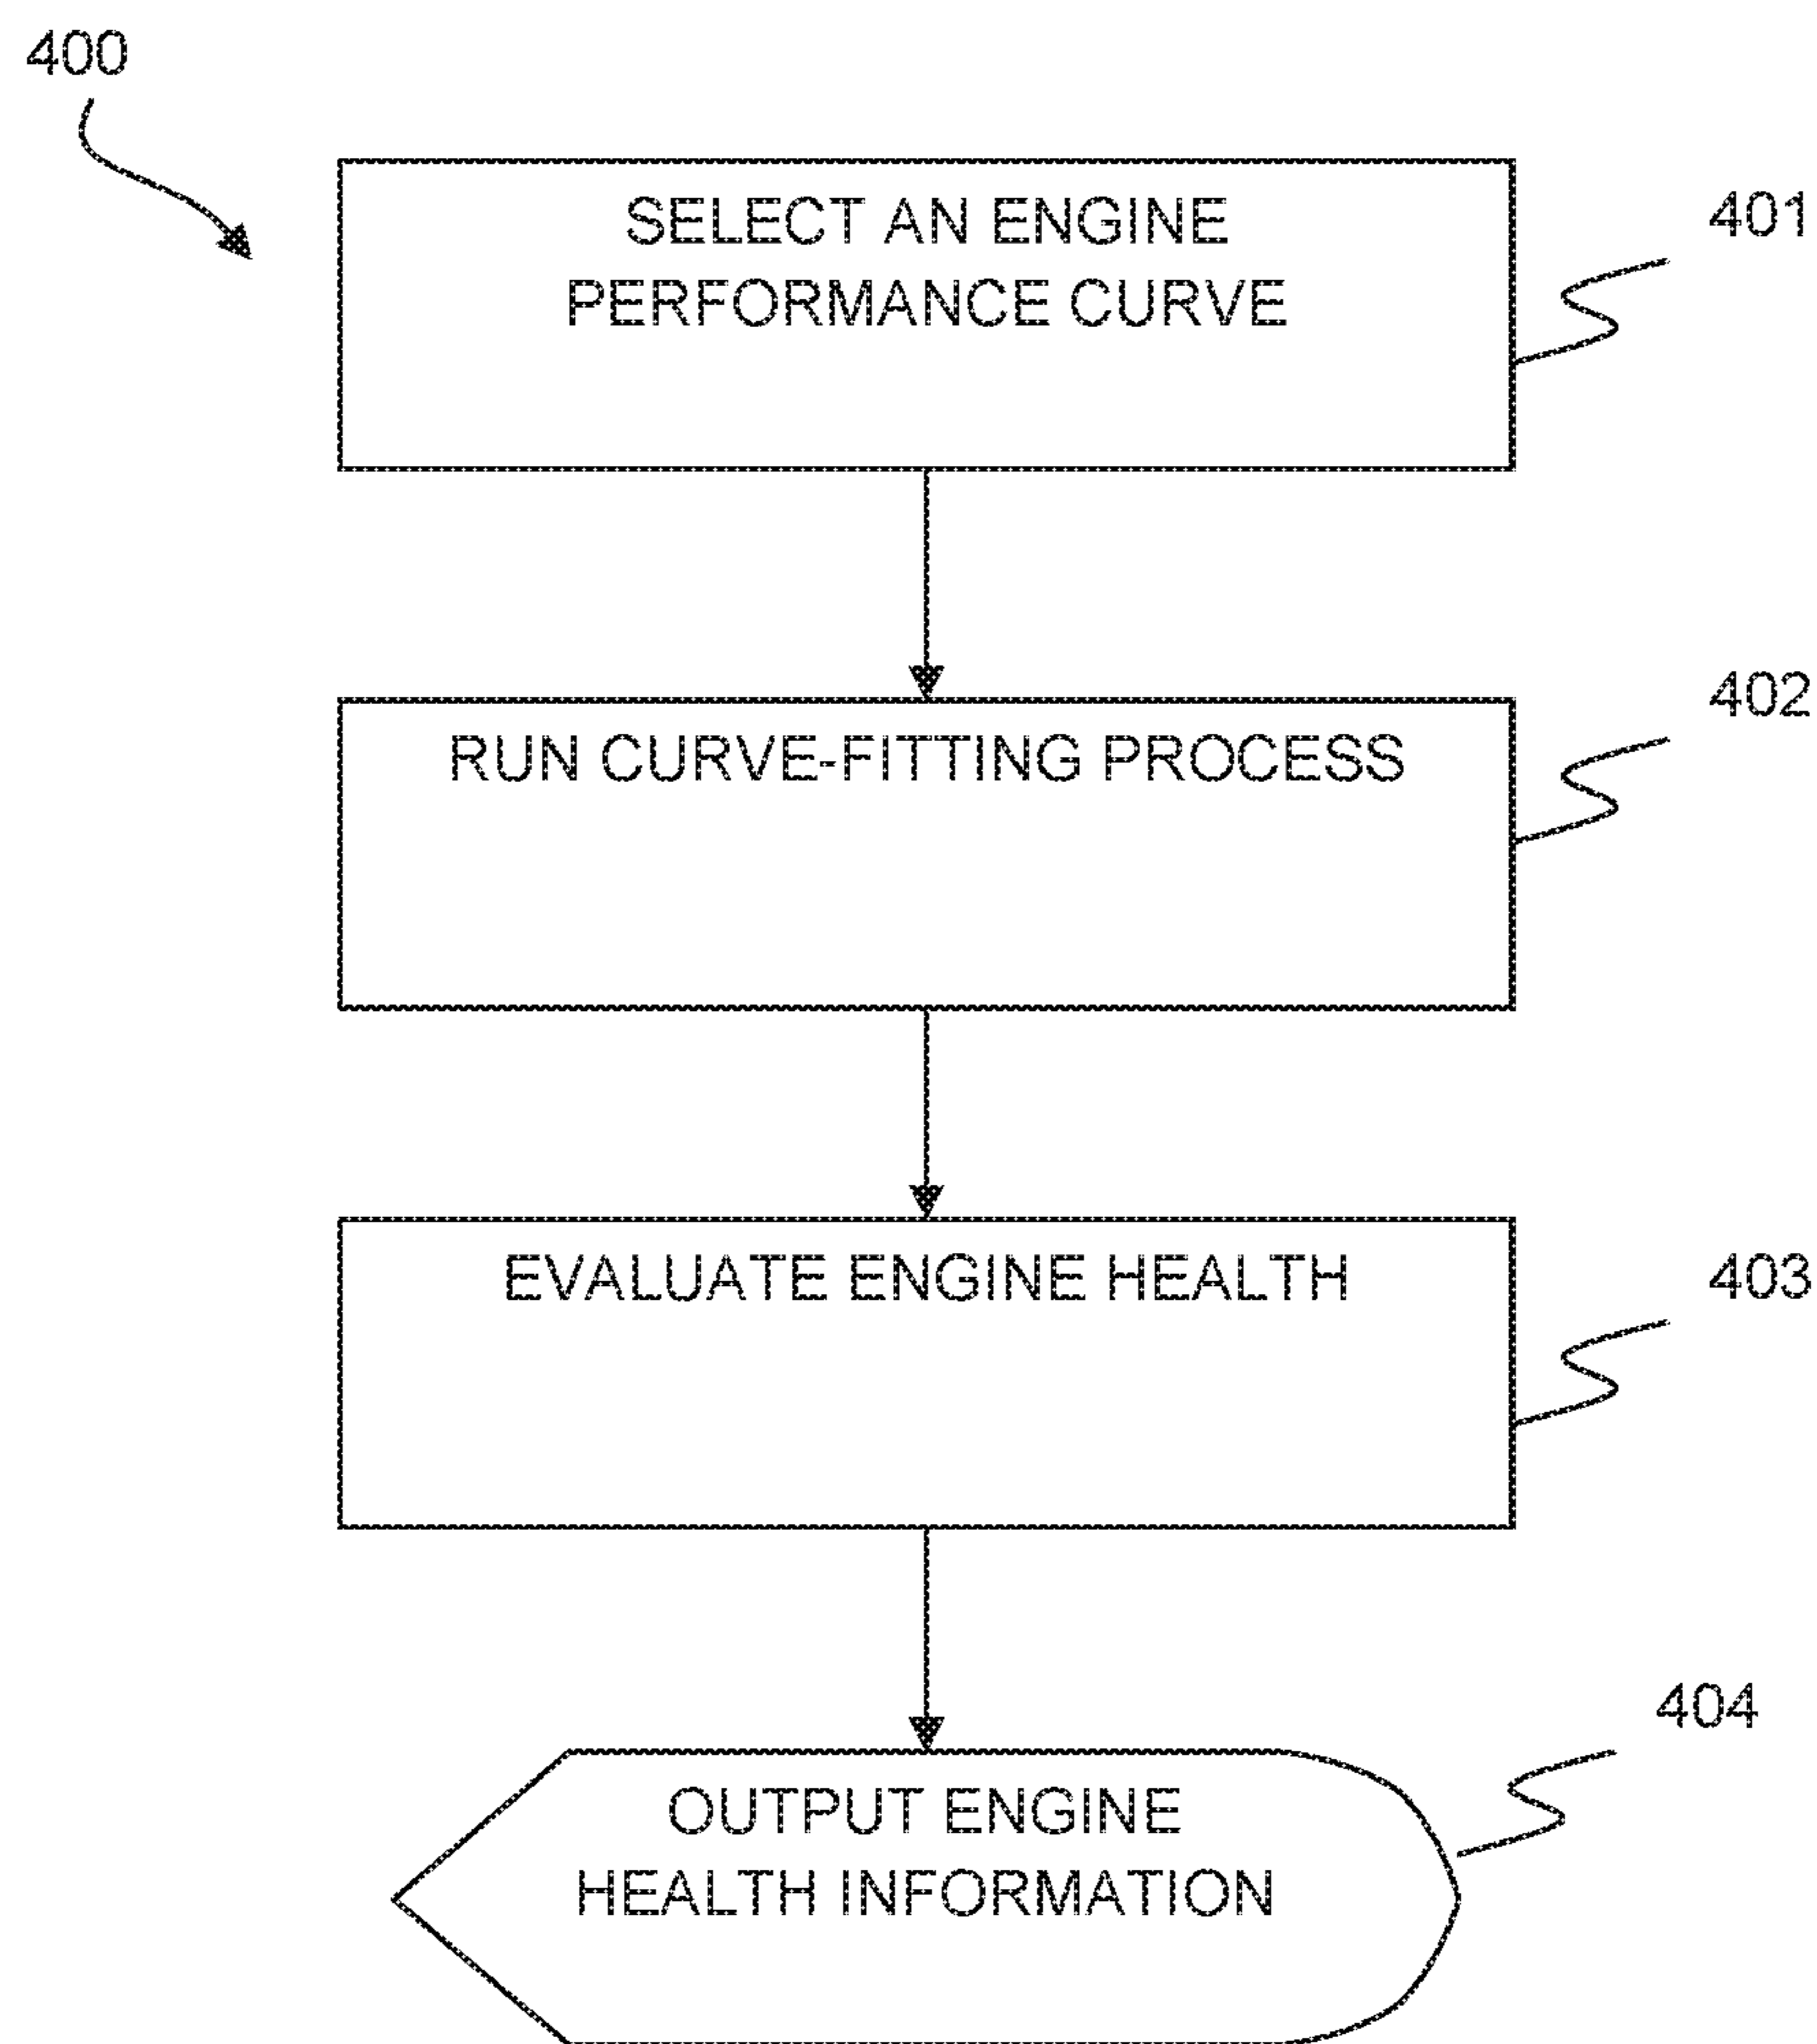 400
SELECT AN ENGINE
PERFORMANCE CURVE
401
RUN CURVE-FITTING PROCESS
402
EVALUATE ENGINE HEALTH
403
OUTPUT ENGINE
HEALTH INFORMATION
404